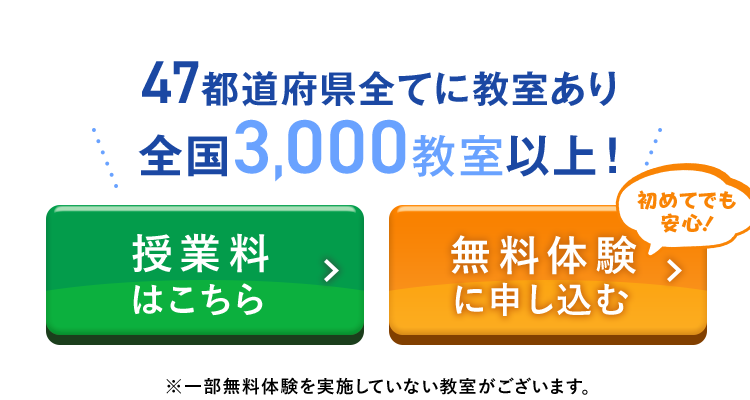 47都道府県全てに教室あり
全国3,000教室以上！
初めてでも
安心！
授業料
はこちら
無料体験
に申し込む
※一部無料体験を実施していない教室がございます。